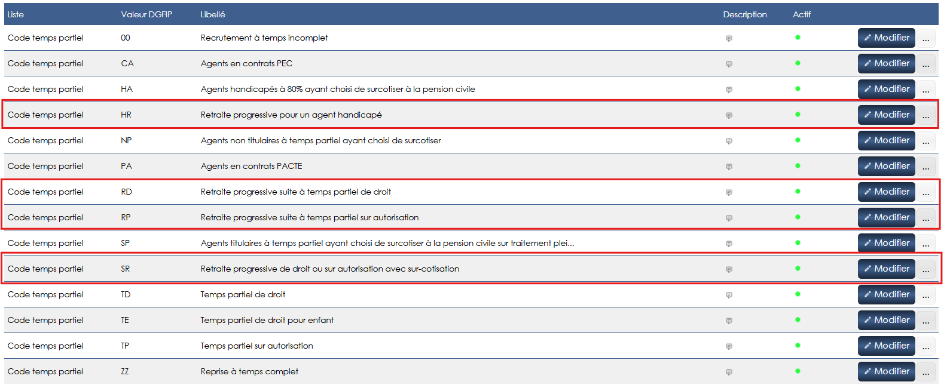 Liste Valeur DGFIP Libellé Description Actif
Code temps partiel 00 Recrutement à temps incomplet Modifier ...
Code temps partiel CA Agents en contrats PEC Modifier ...
Code temps partiel HA Agents handicapés à 80% ayant choisi de surcotiser à la pension civile Modifier ...
Code temps partiel HR Retraite progressive pour un agent handicapé Modifier ...
Code temps partiel NP Agents non titulaires à temps partiel ayant choisi de surcotiser Modifier ...
Code temps partiel PA Agents en contrats PACTE Modifier ...
Code temps partiel RD Retraite progressive suite à temps partiel de droit Modifier ...
Code temps partiel RP Retraite progressive suite à temps partiel sur autorisation Modifier ...
Code temps partiel SP Agents titulaires à temps partiel ayant choisi de surcotiser à la pension civile sur traitement plei... Modifier ...
Code temps partiel SR Retraite progressive de droit ou sur autorisation avec sur-cotisation Modifier ...
Code temps partiel TD Temps partiel de droit Modifier ...
Code temps partiel TE Temps partiel de droit pour enfant Modifier ...
Code temps partiel TP Temps partiel sur autorisation Modifier ...
Code temps partiel ZZ Reprise à temps complet Modifier ...